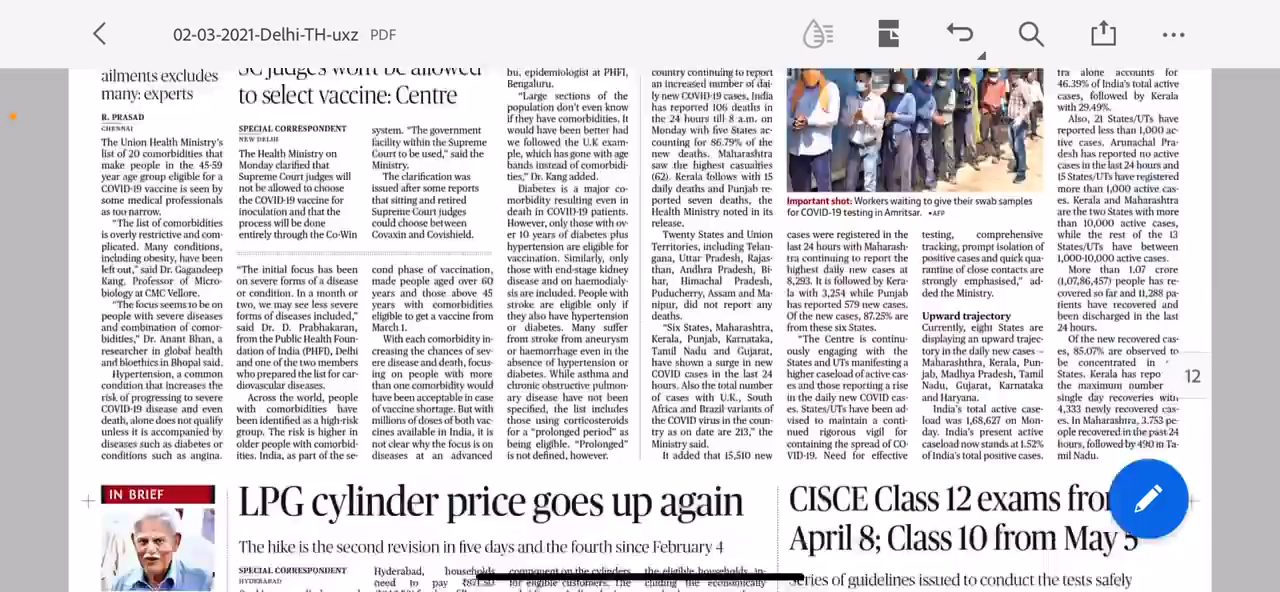 02-03-2021-Delhi-TH-uxz PDF
ailments excludes
many: experts
R. PRASAD
CHENNAI
The Union Health Ministry's
list of 20 comorbidities that
make people in the 45-59
year age group eligible for a
COVID-19 vaccine is seen by
some medical professionals
as too narrow.
“The list of comorbidities
is overly restrictive and com-
plicated. Many conditions,
including obesity, have been
left out,” said Dr. Gagandeep
Kang, Professor of Micro-
biology at CMC Vellore.
“The focus seems to be on
people with severe diseases
and combination of comor-
bidities,” Dr. Anant Bhan, a
researcher in global health
and bioethics in Bhopal said.
Hypertension, a common
condition that increases the
risk of progressing to severe
COVID-19 disease and even
death, alone does not qualify
unless it is accompanied by
diseases such as diabetes or
conditions such as angina.
SC judges won't be allowed
to select vaccine: Centre
SPECIAL CORRESPONDENT
NEW DELHI
The Health Ministry on
Monday clarified that
Supreme Court judges will
not be allowed to choose
the COVID-19 vaccine for
inoculation and that the
process will be done
entirely through the Co-Win
system. “The government
facility within the Supreme
Court to be used,” said the
Ministry.
The clarification was
issued after some reports
that sitting and retired
Supreme Court judges
could choose between
Covaxin and Covishield.
“The initial focus has been
on severe forms of a disease
or condition. In a month or
two, we may see less severe
forms of diseases included,”
said Dr. D. Prabhakaran,
from the Public Health Foun-
dation of India (PHFI), Delhi
and one of the two members
who prepared the list for car-
diovascular diseases.
Across the world, people
with comorbidities have
been identified as a high-risk
group. The risk is higher in
older people with comorbid-
ities. India, as part of the se-
cond phase of vaccination,
made people aged over 60
years and those above 45
years with comorbidities
eligible to get a vaccine from
March 1.
With each comorbidity in-
creasing the chances of sev-
ere disease and death, focus-
ing on people with more
than one comorbidity would
have been acceptable in case
of vaccine shortage. But with
millions of doses of both vac-
cines available in India, it is
not clear why the focus is on
diseases at an advanced
bu, epidemiologist at PHFI,
Bengaluru.
“Large sections of the
population don't even know
if they have comorbidities. It
would have been better had
we followed the U.K exam-
ple, which has gone with age
bands instead of comorbidi-
ties,” Dr. Kang added.
Diabetes is a major co-
morbidity resulting even in
death in COVID-19 patients.
However, only those with ov-
er 10 years of diabetes plus
hypertension are eligible for
vaccination. Similarly, only
those with end-stage kidney
disease and on haemodialy-
sis are included. People with
stroke are eligible only if
they also have hypertension
or diabetes. Many suffer
from stroke from aneurysm
or haemorrhage even in the
absence of hypertension of
diabetes. While asthma and
chronic obstructive pulmon-
ary disease have not been
specified, the list includes
those using corticosteroids
for a “prolonged period” as
being eligible. “Prolonged”
is not defined, however.
country continuing to report
an increased number of dai-
ly new COVID-19 cases, India
has reported 106 deaths in
the 24 hours till 8 a.m. on
Monday with five States ac-
counting for 86.79% of the
new deaths. Maharashtra
saw the highest casualties
(62). Kerala follows with 15
daily deaths and Punjab re-
ported seven deaths, the
Health Ministry noted in its
release.
Twenty States and Union
Territories, including Telan-
gana, Uttar Pradesh, Rajas-
than, Andhra Pradesh, Bi-
har, Himachal Pradesh,
Puducherry, Assam and Ma-
nipur, did not report any
deaths.
“Six States, Maharashtra,
Kerala, Punjab, Karnataka,
Tamil Nadu and Gujarat,
have shown a surge in new
COVID cases in the last 24
hours. Also the total number
of cases with U.K., South
Africa and Brazil variants of
the COVID virus in the coun-
try as on date are 213,” the
Ministry said.
It added that 15,510 new
Important shot: Workers waiting to give their swab samples
for COVID-19 testing in Amritsar. •AFP
cases were registered in the
last 24 hours with Maharash-
tra continuing to report the
highest daily new cases at
8,293. It is followed by Kera-
la with 3,254 while Punjab
has reported 579 new cases.
Of the new cases, 87.25% are
from these six States.
“The Centre is continu-
ously engaging with the
States and UTs manifesting a
higher caseload of active cas-
es and those reporting a rise
in the daily new COVID cas-
es. States/UTs have been ad-
vised to maintain a conti-
nued rigorous vigil for
containing the spread of CO-
VID-19. Need for effective
testing, comprehensive
tracking, prompt isolation of
positive cases and quick qua-
rantine of close contacts are
strongly emphasised,” ad-
ded the Ministry.
Upward trajectory
Currently, eight States are
displaying an upward trajec-
tory in the daily new cases –
Maharashtra, Kerala, Pun-
jab, Madhya Pradesh, Tamil
Nadu, Gujarat, Karnataka
and Haryana.
India's total active case-
load was 1,68,627 on Mon-
day. India's present active
caseload now stands at 1.52%
of India's total positive cases.
tra alone accounts for
46.39% of India's total active
cases, followed by Kerala
with 29.49%.
Also, 21 States/UTs have
reported less than 1,000 ac-
tive cases. Arunachal Pra-
desh has reported no active
cases in the last 24 hours and
15 States/UTs have registered
more than 1,000 active cas-
es. Kerala and Maharashtra
are the two States with more
than 10,000 active cases,
while the rest of the 13
States/UTs have between
1,000-10,000 active cases.
More than 1.07 crore
(1,07,86,457) people has re-
covered so far and 11,288 pa-
tients have recovered and
been discharged in the last
24 hours.
Of the new recovered cas-
es, 85.07% are observed to
be concentrated in
States. Kerala has repo
the maximum number
single day recoveries with
4,333 newly recovered cas-
es. In Maharashtra, 3,753 pe-
ople recovered in the past 24
hours, followed by 490 in Ta-
mil Nadu.
12
IN BRIEF
LPG cylinder price goes up again
The hike is the second revision in five days and the fourth since February 4
SPECIAL CORRESPONDENT
HYDERABAD
Hyderabad, households
need to pay
component on the cylinders
for eligible customers. The
the eligible households, in-
cluding the economically
CISCE Class 12 exams from
April 8; Class 10 from May 5
Series of guidelines issued to conduct the tests safely